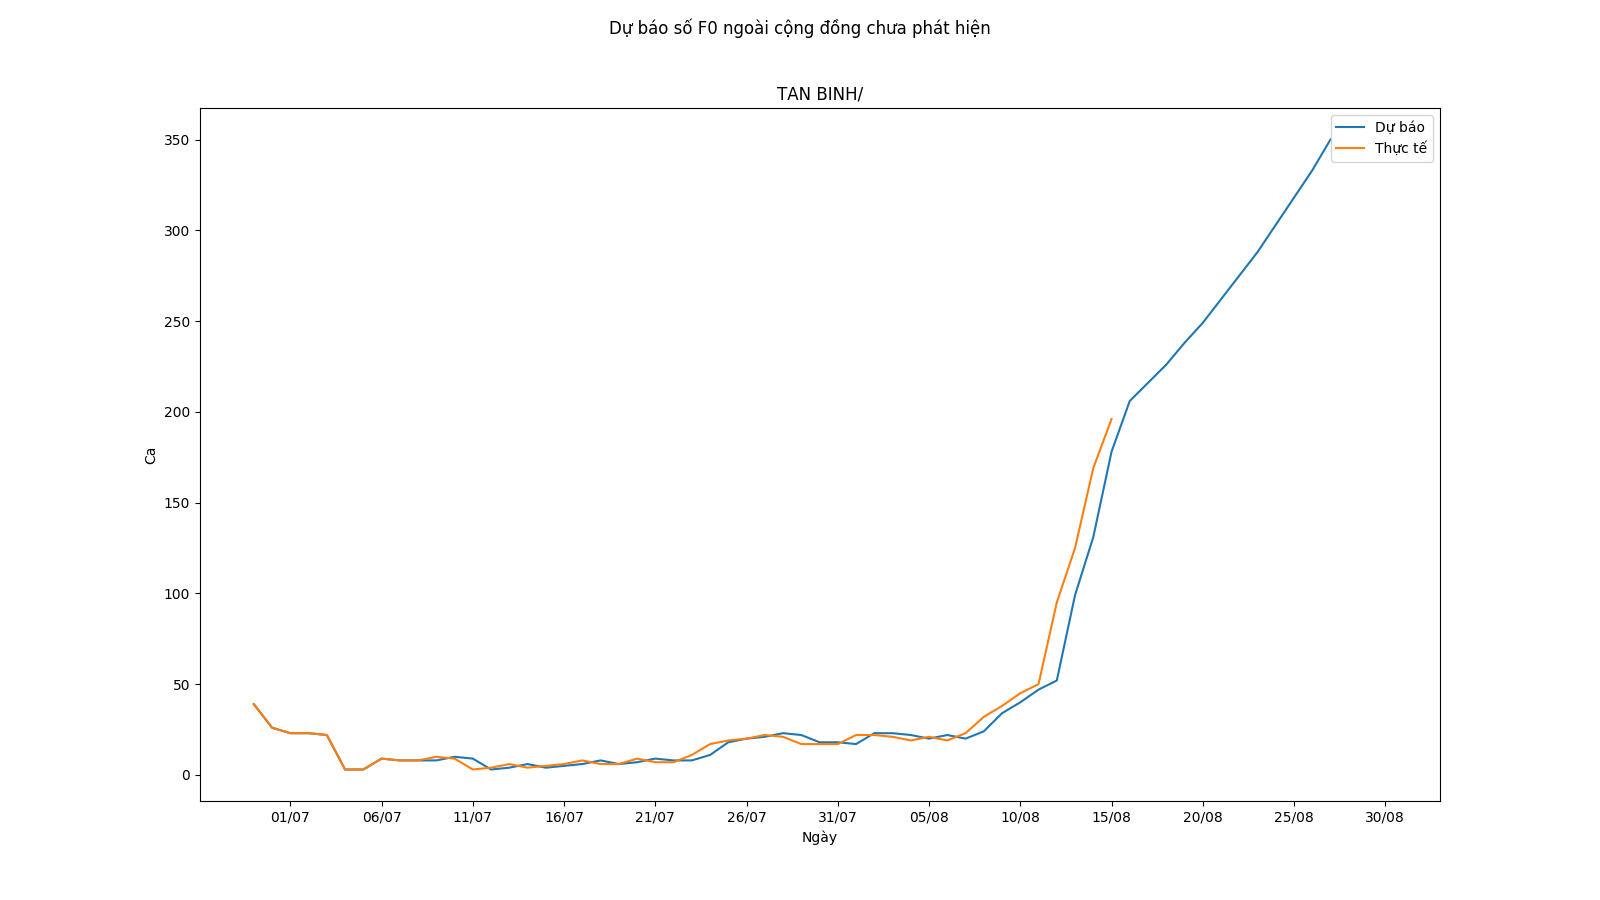 Dự báo số F0 ngoài cộng đồng chưa phát hiện
TAN BINH/
Dự báo
Thực tế
350
300
250
200
150
100
50
0
Ca
01/07 06/07 11/07 16/07 21/07 26/07 31/07 05/08 10/08 15/08 20/08 25/08 30/08
Ngày